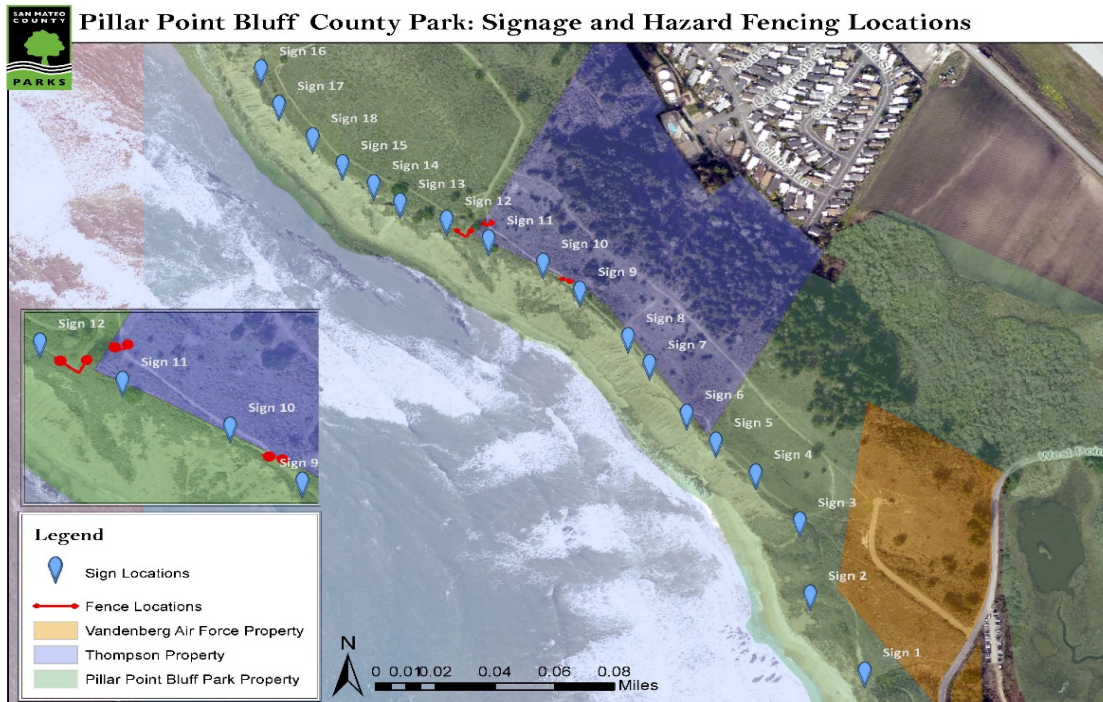 SAN MATEO
COUNTY
PARKS
Pillar Point Bluff County Park: Signage and Hazard Fencing Locations
Sign 16
Sign 17
Sign 18
Sign 15
Sign 14
Sign 13
Sign 12
Sign 11
Sign 10
Sign 9
Sign 8
Sign 7
Sign 6
Sign 5
Sign 4
Sign 3
Sign 2
Sign 1
La Granda
West Point
Sign 12
Sign 11
Sign 10
Sign 9
Legend
Sign Locations
Fence Locations
Vandenberg Air Force Property
Thompson Property
Pillar Point Bluff Park Property
N
0 0.01 0.02 0.04 0.06 0.08
Miles